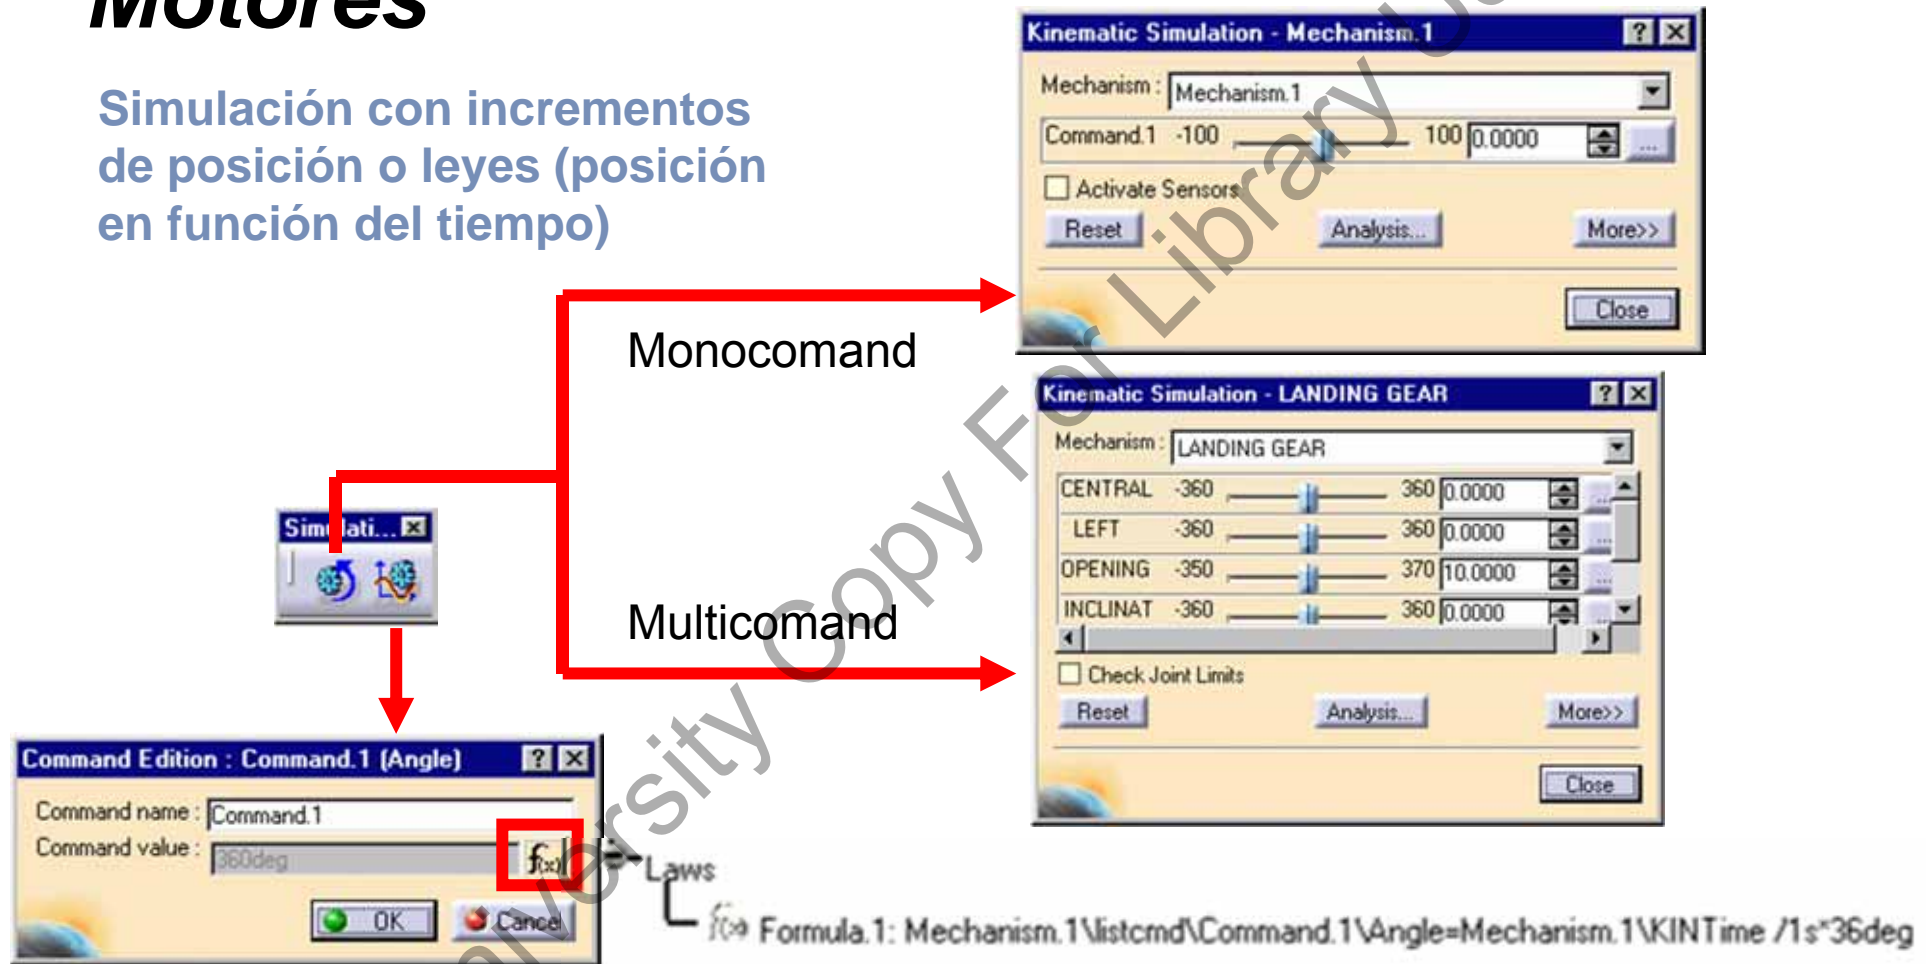 Motores
Simulación con incrementos
de posición o leyes (posición
en función del tiempo)
Kinematic Simulation - Mechanism.1
Mechanism : Mechanism.1
Command.1 -100 100 0.0000 ...
Activate Sensors
Reset Analysis... More>>
Close
Monocomand
Kinematic Simulation - LANDING GEAR
Mechanism : LANDING GEAR
CENTRAL -360 360 0.0000 ...
LEFT -360 360 0.0000 ...
OPENING -350 370 10.0000 ...
INCLINAT -360 360 0.0000
Check Joint Limits
Reset Analysis... More>>
Close
Simulati...
Multicomand
Command Edition : Command.1 (Angle)
Command name : Command.1
Command value : 360deg f(x)
OK Cancel
Laws
f(x) Formula.1: Mechanism.1\listcmd\Command.1\Angle=Mechanism.1\KINTime /1s*36deg
University Copy For Library